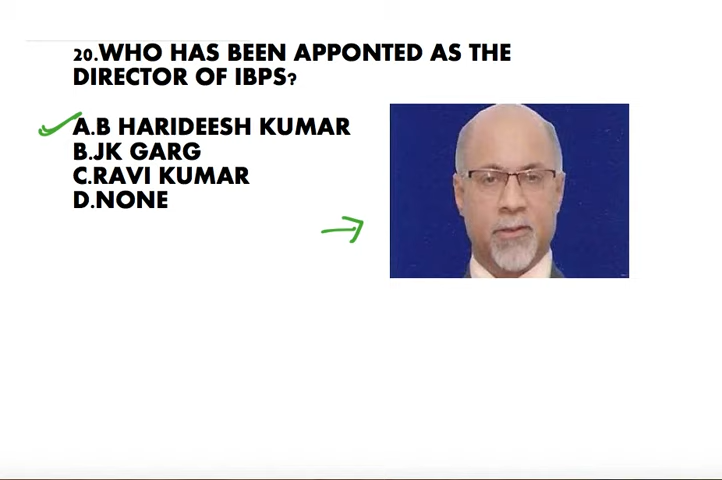 20.WHO HAS BEEN APPONTED AS THE
DIRECTOR OF IBPS?
A.B HARIDEESH KUMAR
B.JK GARG
C.RAVI KUMAR
D.NONE